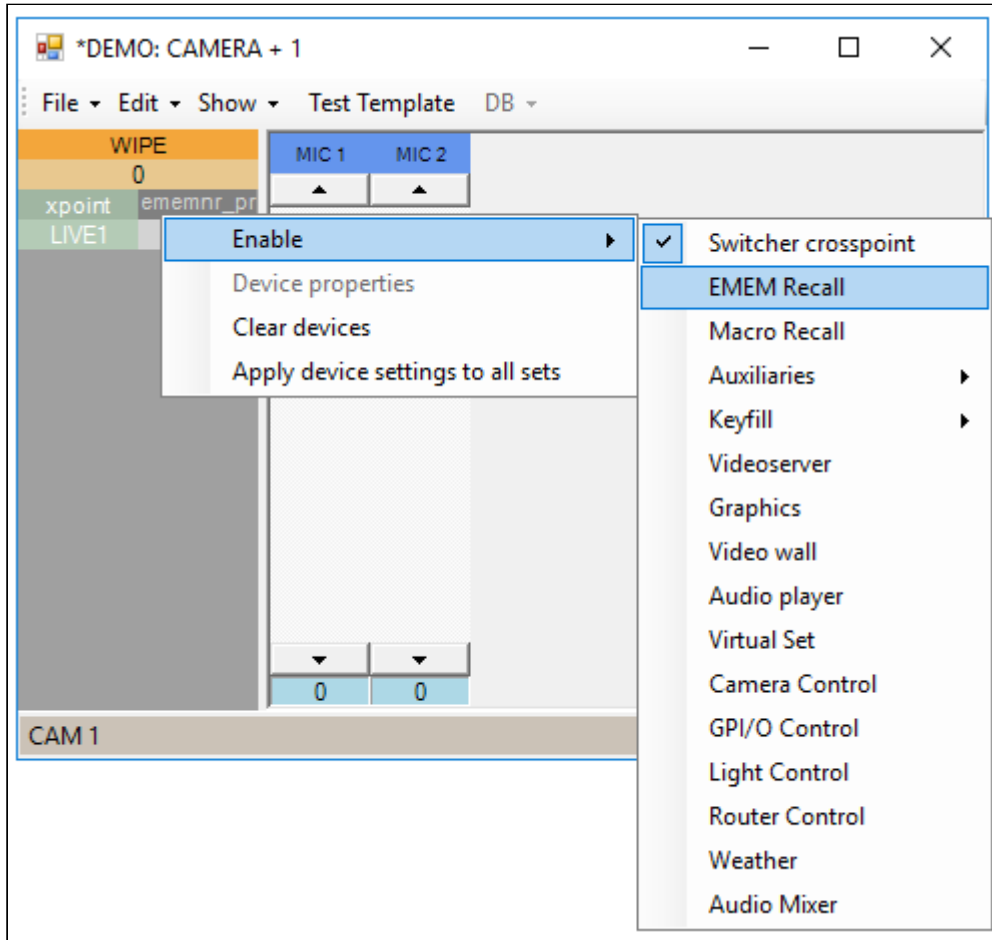 *DEMO: CAMERA + 1
File Edit Show Test Template DB
WIPE
0
xpoint ememnr_pr
LIVE1
MIC 1 MIC 2
Enable
Device properties
Clear devices
Apply device settings to all sets
Switcher crosspoint
EMEM Recall
Macro Recall
Auxiliaries
Keyfill
Videoserver
Graphics
Video wall
Audio player
Virtual Set
Camera Control
GPI/O Control
Light Control
Router Control
Weather
Audio Mixer
0 0
CAM 1